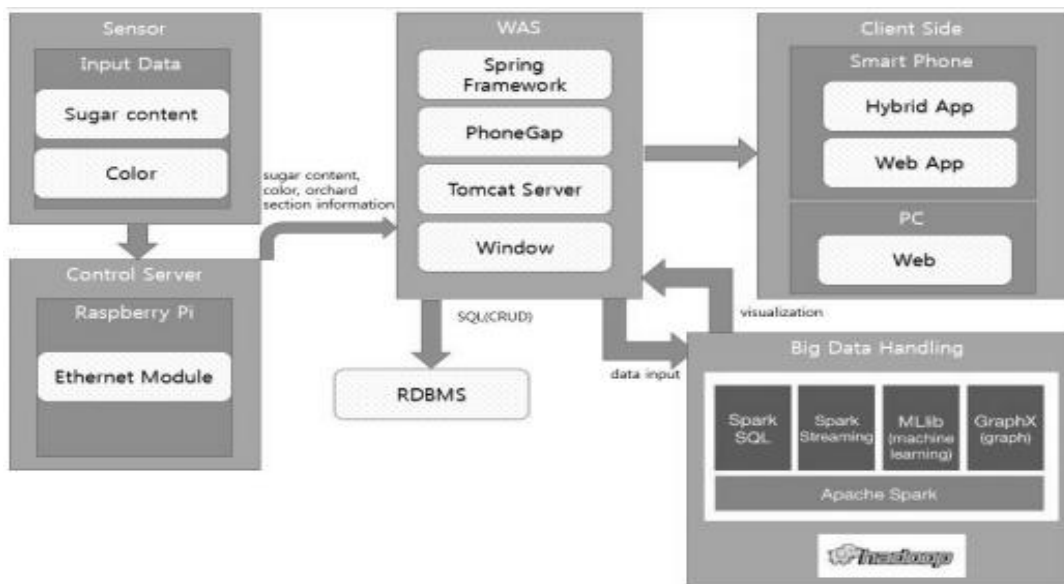 Sensor
Input Data
Sugar content
Color
Control Server
Raspberry Pi
Ethernet Module
sugar content,
color, orchard
section information
WAS
Spring
Framework
PhoneGap
Tomcat Server
Window
SQL(CRUD)
RDBMS
data input
visualization
Client Side
Smart Phone
Hybrid App
Web App
PC
Web
Big Data Handling
Spark
SQL
Spark
Streaming
MLlib
(machine
learning)
GraphX
(graph)
Apache Spark
hadoop